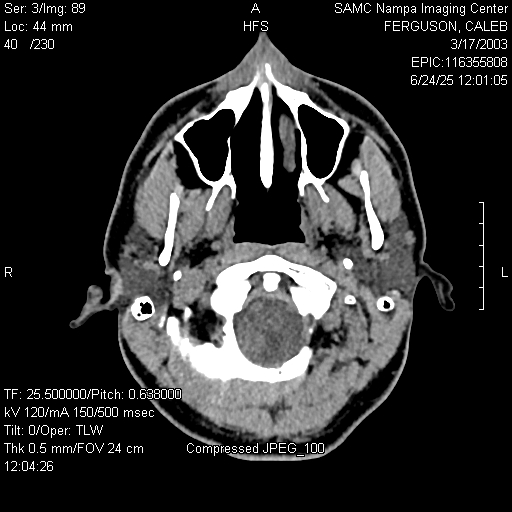 Ser: 3/Img: 89
Loc: 44 mm
40 /230
A
HFS
SAMC Nampa Imaging Center
FERGUSON, CALEB
3/17/2003
EPIC:116355808
6/24/25 12:01:05
R
L
TF: 25.500000/Pitch: 0.638000
kV 120/mA 150/500 msec
Tilt: 0/Oper: TLW
Thk 0.5 mm/FOV 24 cm
12:04:26
Compressed JPEG_100